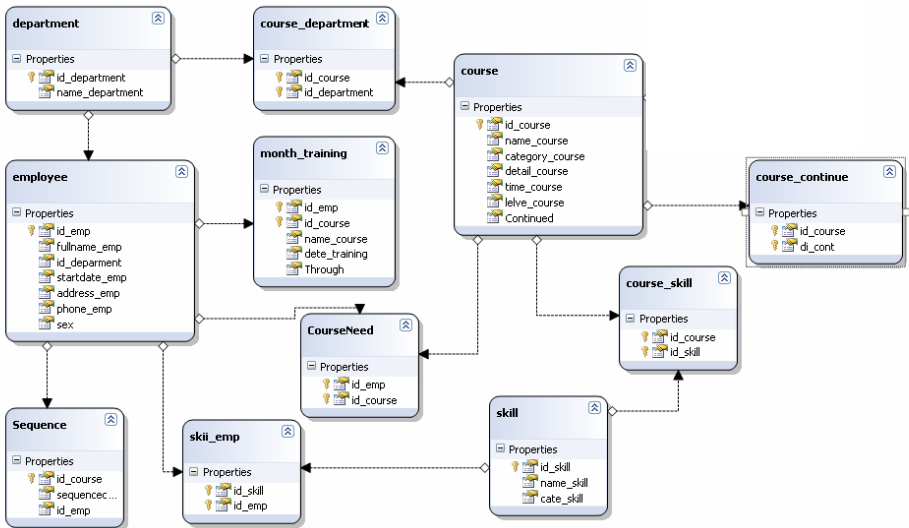 department
Properties
id_department
name_department
course_department
Properties
id_course
id_department
course
Properties
id_course
name_course
category_course
detail_course
time_course
lelve_course
Continued
employee
Properties
id_emp
fullname_emp
id_deparment
startdate_emp
address_emp
phone_emp
sex
month_training
Properties
id_emp
id_course
name_course
dete_training
Through
course_continue
Properties
id_course
di_cont
course_skill
Properties
id_course
id_skill
CourseNeed
Properties
id_emp
id_course
Sequence
Properties
id_course
sequencec...
id_emp
skii_emp
Properties
id_skill
id_emp
skill
Properties
id_skill
name_skill
cate_skill